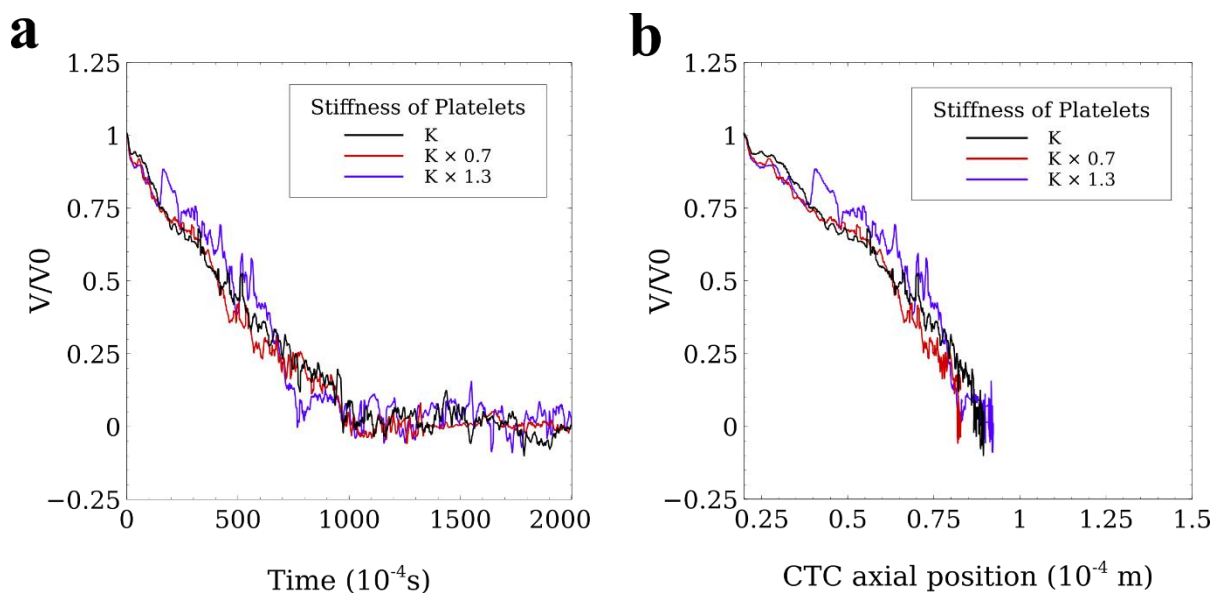 a
1.25
1
0.75
0.5
0.25
0
−0.25
V/V0
Stiffness of Platelets
K
K × 0.7
K × 1.3
0 500 1000 1500 2000
Time (10⁻⁴s)
b
1.25
1
0.75
0.5
0.25
0
−0.25
V/V0
Stiffness of Platelets
K
K × 0.7
K × 1.3
0.25 0.5 0.75 1 1.5
CTC axial position (10⁻⁴ m)